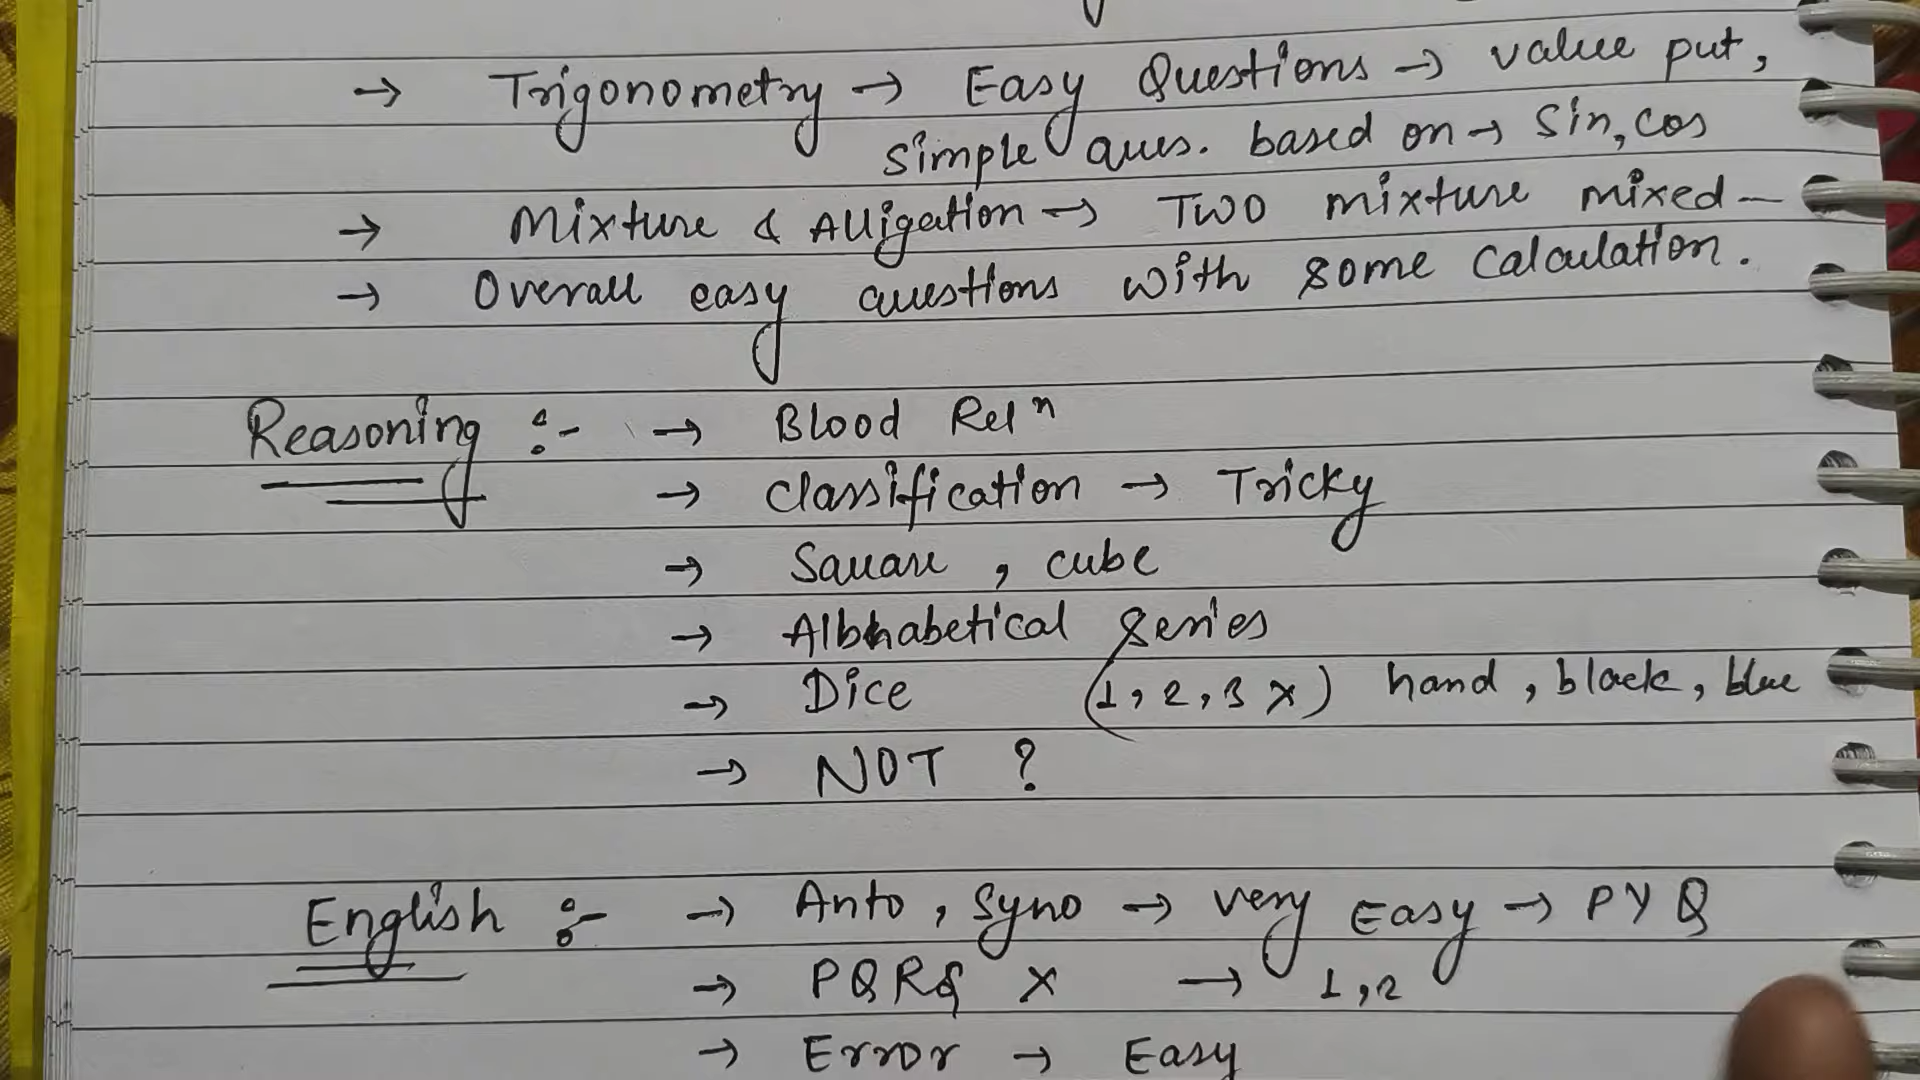 → Trigonometry → Easy Questions → value put,
simple ques. based on → Sin, cos
→ Mixture & Alligation → Two mixture mixed –
→ Overall easy questions with some calculation.
Reasoning :- → Blood Relⁿ
→ classification → Tricky
→ Square , cube
→ Alphabetical series
→ Dice (1, 2, 3 x) hand, black, blue
→ NOT ?
English :- → Anto, Syno → very Easy → PYQ
→ PQRS x → 1,2
→ Error → Easy